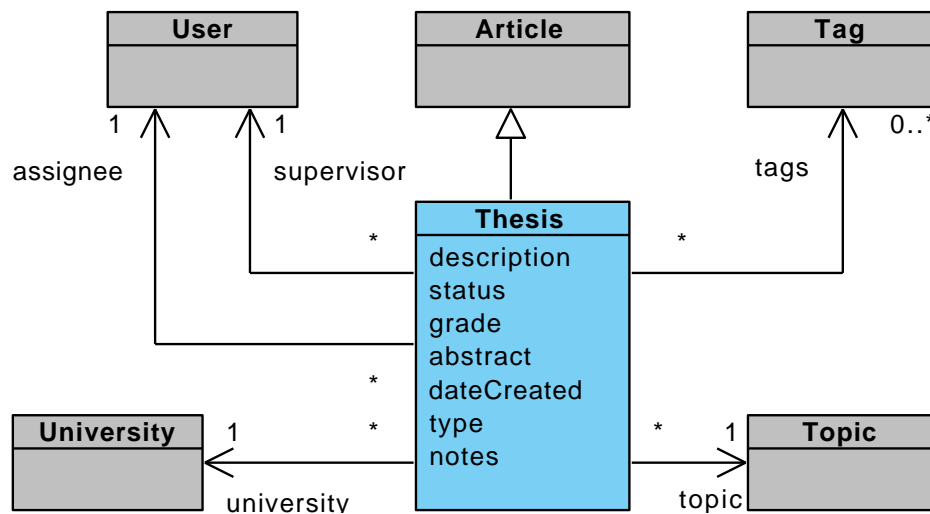 User
Article
Tag
1
1
0..*
assignee
supervisor
tags
Thesis
*
*
description
status
grade
abstract
dateCreated
type
notes
*
*
*
University
1
1
Topic
university
topic